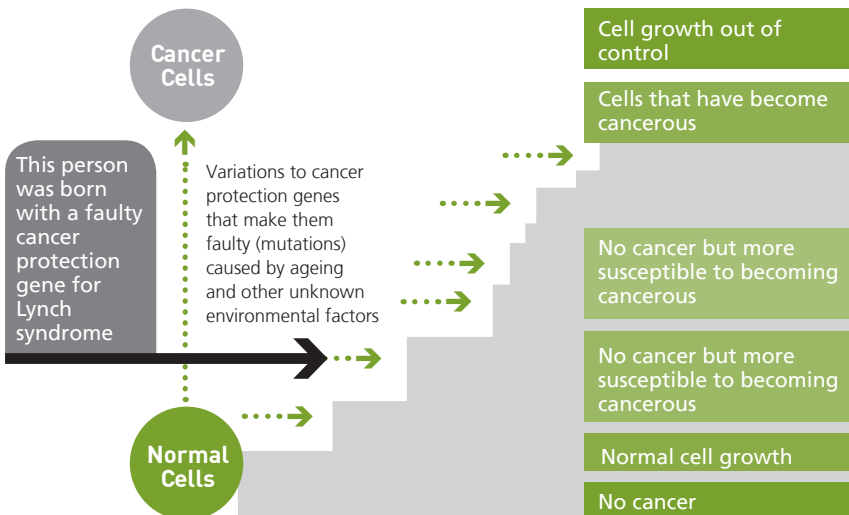 Cancer
Cells
This person
was born
with a faulty
cancer
protection
gene for
Lynch
syndrome
Variations to cancer
protection genes
that make them
faulty (mutations)
caused by ageing
and other unknown
environmental factors
Normal
Cells
Cell growth out of
control
Cells that have become
cancerous
No cancer but more
susceptible to becoming
cancerous
No cancer but more
susceptible to becoming
cancerous
Normal cell growth
No cancer